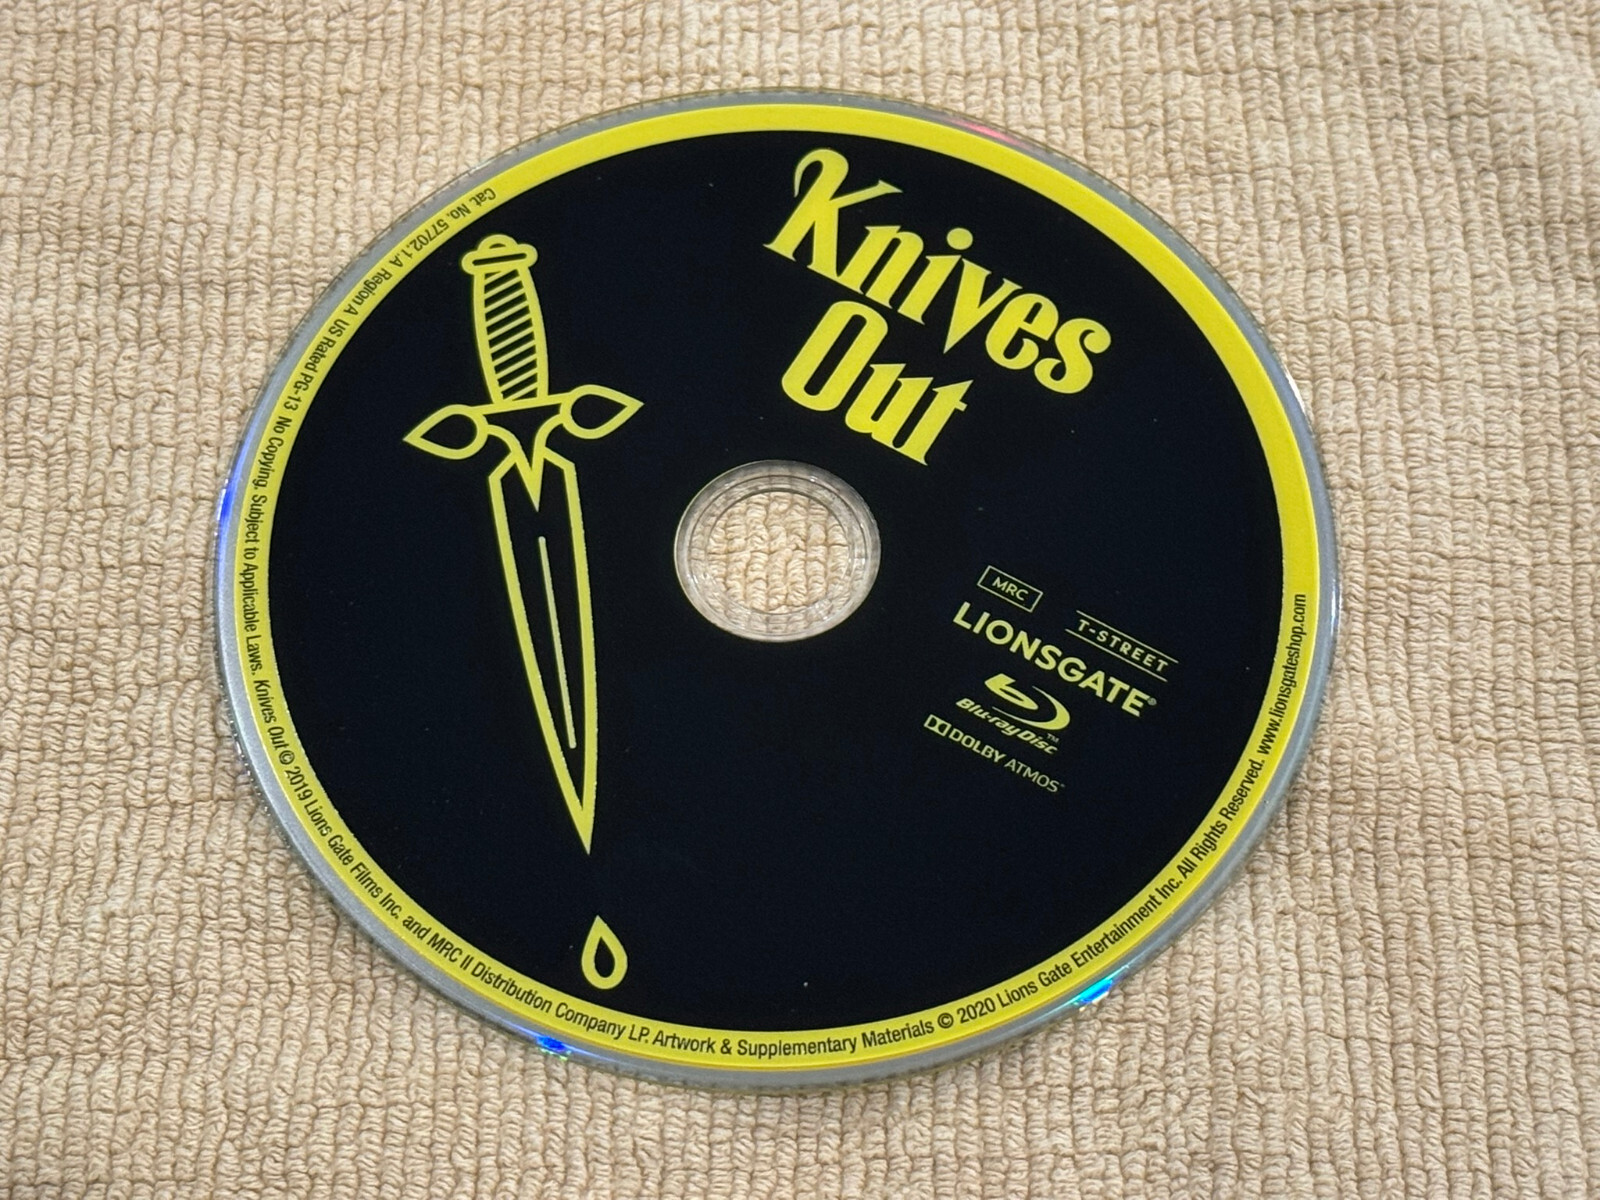 Knives
Out
MRC
T-STREET
LIONSGATE®
Blu-ray Disc™
DOLBY ATMOS®
Cat. No. 57702.1.A Region A US Rated PG-13 No Copying. Subject to Applicable Laws. Knives Out © 2019 Lions Gate Films Inc. and MRC II Distribution Company LP. Artwork & Supplementary Materials © 2020 Lions Gate Entertainment Inc. All Rights Reserved. www.lionsgateshop.com